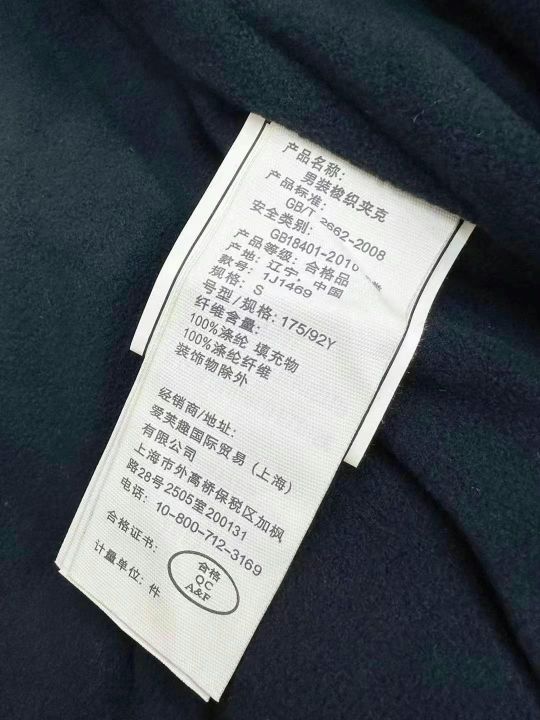 产品名称:
男装梭织夹克
产品标准:
GB/T 2662-2008
安全类别:
GB18401-2010
产品等级: 合格品
产地: 辽宁, 中国
款号: 1J1469
规格: S
号型/规格: 175/92Y
纤维含量:
100%涤纶 填充物
100%涤纶纤维
装饰物除外
经销商/地址:
爱芙趣国际贸易 (上海)
有限公司
上海市外高桥保税区加枫
路28号2505室200131
电话: 10-800-712-3169
合格证书:
合格
QC
A&F
计量单位: 件